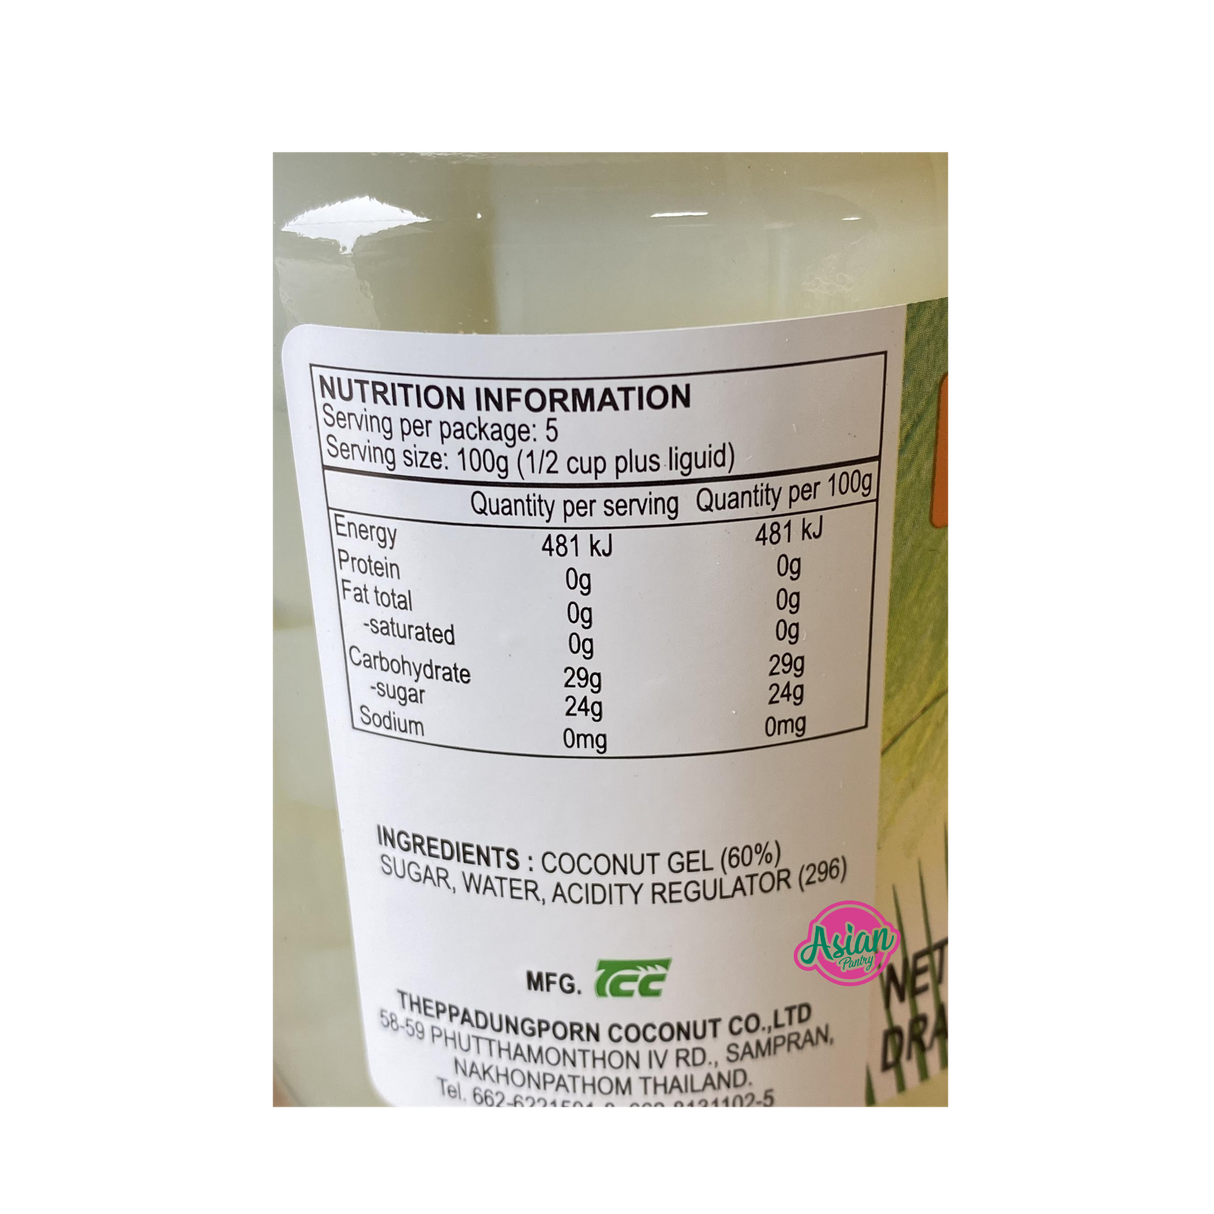 NUTRITION INFORMATION
Serving per package: 5
Serving size: 100g (1/2 cup plus liguid)
Quantity per serving Quantity per 100g
Energy 481 kJ 481 kJ
Protein 0g 0g
Fat total 0g 0g
-saturated 0g 0g
Carbohydrate 29g 29g
-sugar 24g 24g
Sodium 0mg 0mg
INGREDIENTS : COCONUT GEL (60%)
SUGAR, WATER, ACIDITY REGULATOR (296)
Asian
Pantry
NET
DRA
MFG. TCC
THEPPADUNGPORN COCONUT CO.,LTD
58-59 PHUTTHAMONTHON IV RD., SAMPRAN,
NAKHONPATHOM THAILAND.
Tel.